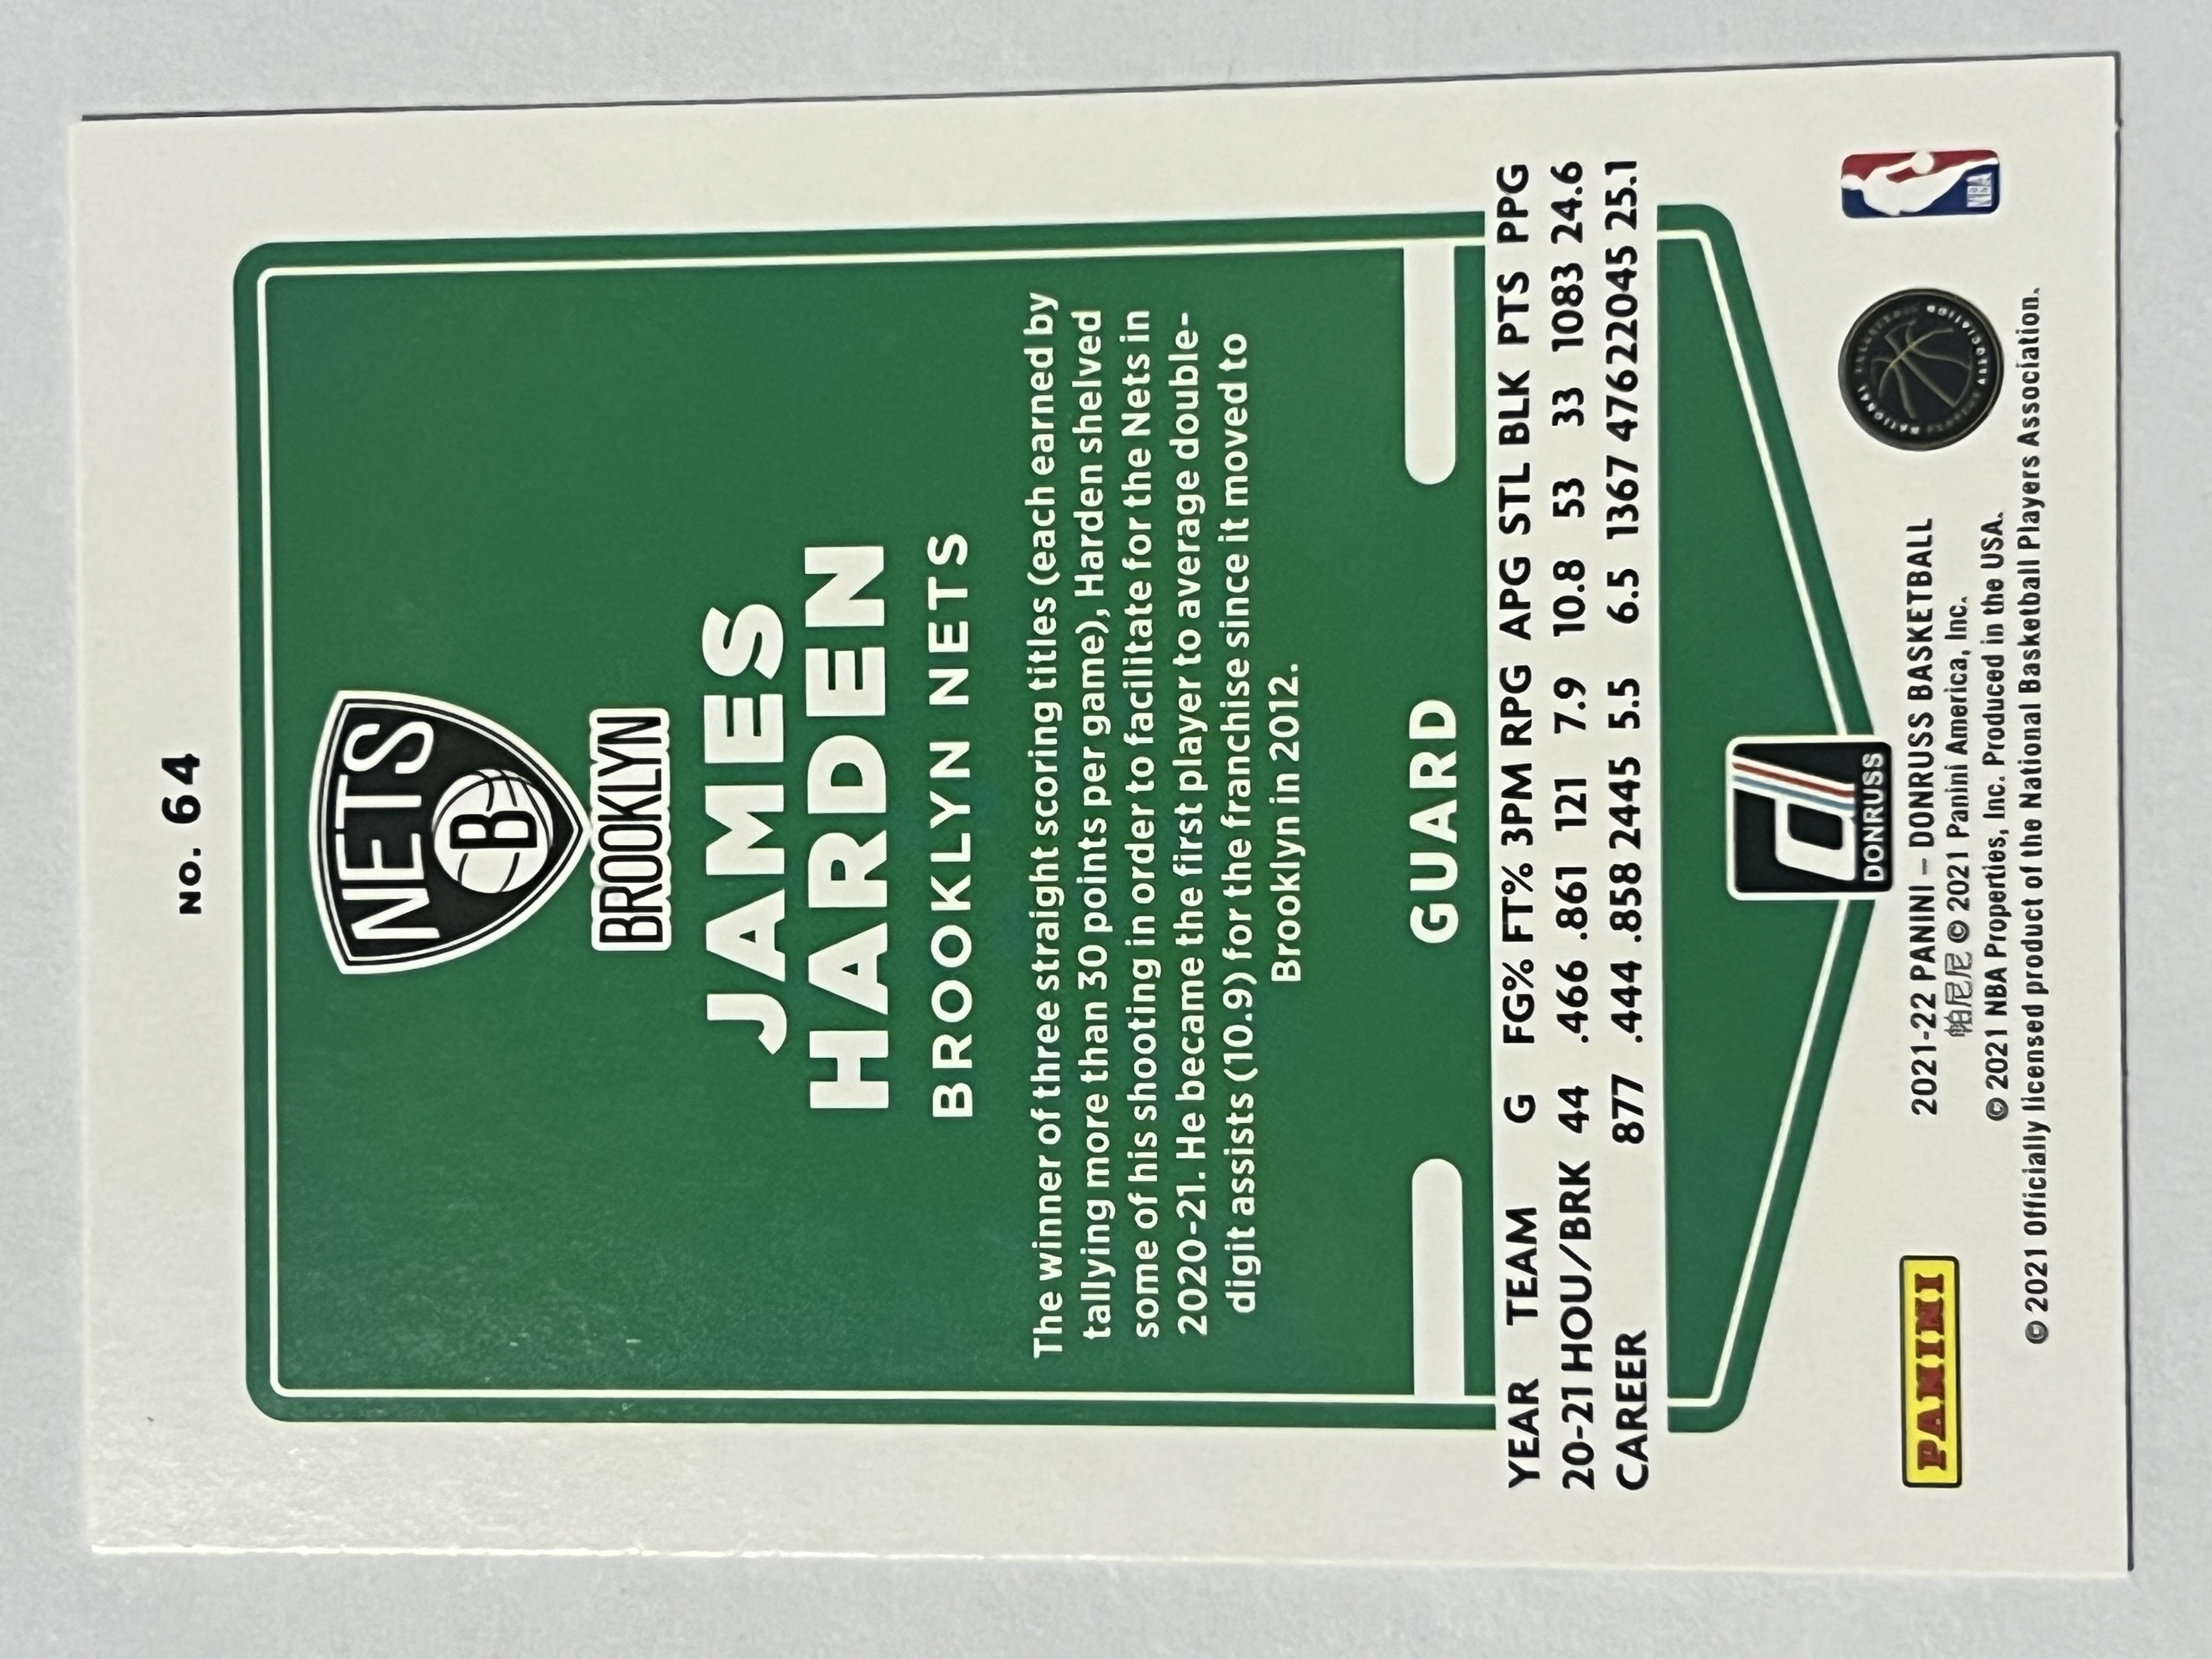 No. 64
NETS
B
BROOKLYN
JAMES
HARDEN
BROOKLYN NETS
The winner of three straight scoring titles (each earned by
tallying more than 30 points per game), Harden shelved
some of his shooting in order to facilitate for the Nets in
2020-21. He became the first player to average double-
digit assists (10.9) for the franchise since it moved to
Brooklyn in 2012.
GUARD
YEAR TEAM G FG% FT% 3PM RPG APG STL BLK PTS PPG
20-21 HOU/BRK 44 .466 .861 121 7.9 10.8 53 33 1083 24.6
CAREER 877 .444 .858 2445 5.5 6.5 1367 476 22045 25.1
d
DONRUSS
PANINI
2021-22 PANINI – DONRUSS BASKETBALL
帕尼尼 © 2021 Panini America, Inc.
© 2021 NBA Properties, Inc. Produced in the USA.
© 2021 Officially licensed product of the National Basketball Players Association.
NATIONAL BASKETBALL PLAYERS ASSOCIATION
NBA